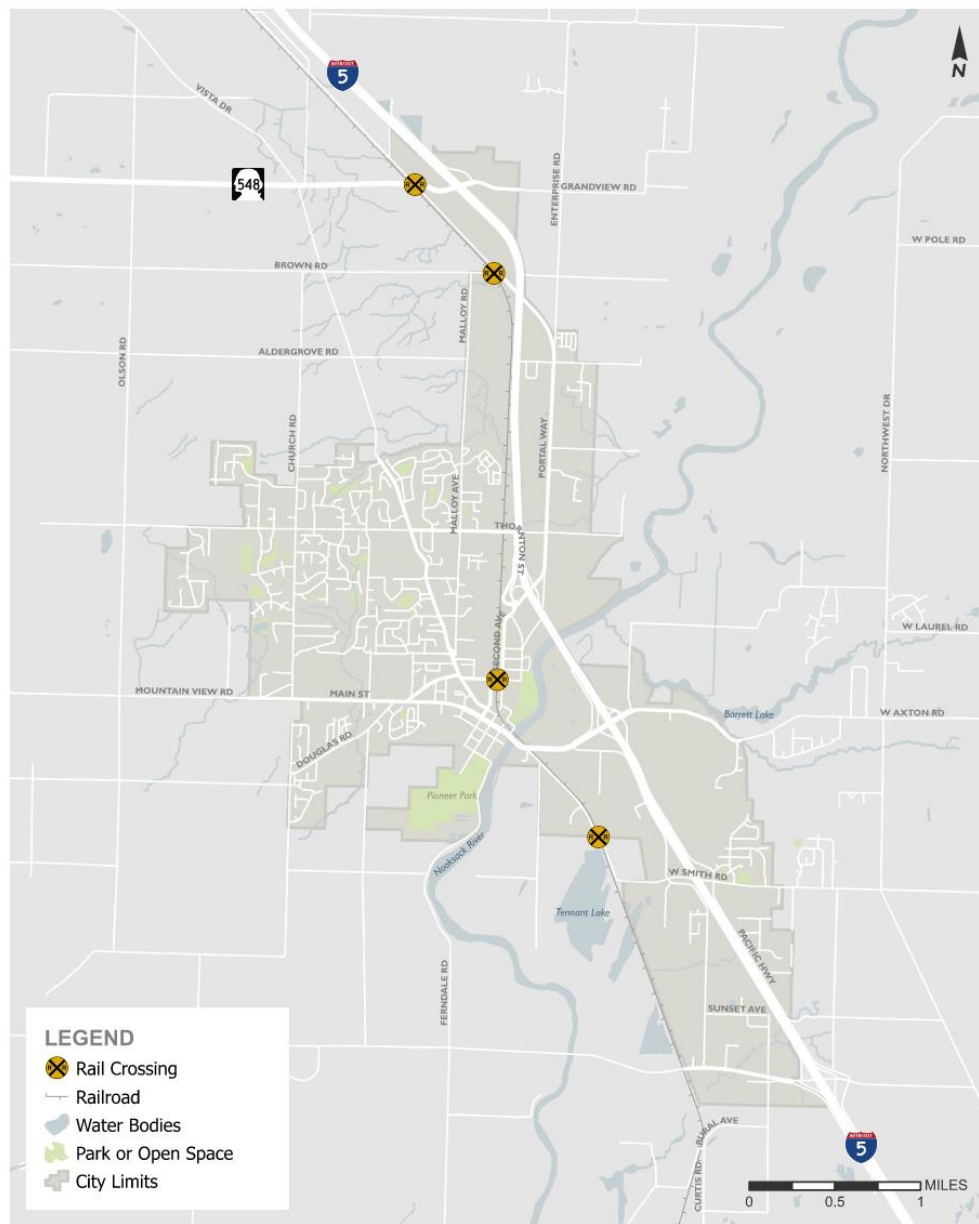 N
INTERSTATE
5
VISTA DR
548
GRANDVIEW RD
ENTERPRISE RD
W POLE RD
BROWN RD
MALLOY RD
OLSON RD
ALDERGROVE RD
CHURCH RD
NORTHWEST DR
PORTAL WAY
MALLOY AVE
THORNTON ST
SECOND AVE
W LAUREL RD
MOUNTAIN VIEW RD
MAIN ST
Barrett Lake
W AXTON RD
DOUGLAS RD
Pioneer Park
Nooksack River
W SMITH RD
Tennant Lake
PACIFIC HWY
FERNDALE RD
SUNSET AVE
RURAL AVE
CURTIS RD
INTERSTATE
5
LEGEND
R R Rail Crossing
Railroad
Water Bodies
Park or Open Space
City Limits
MILES
0 0.5 1